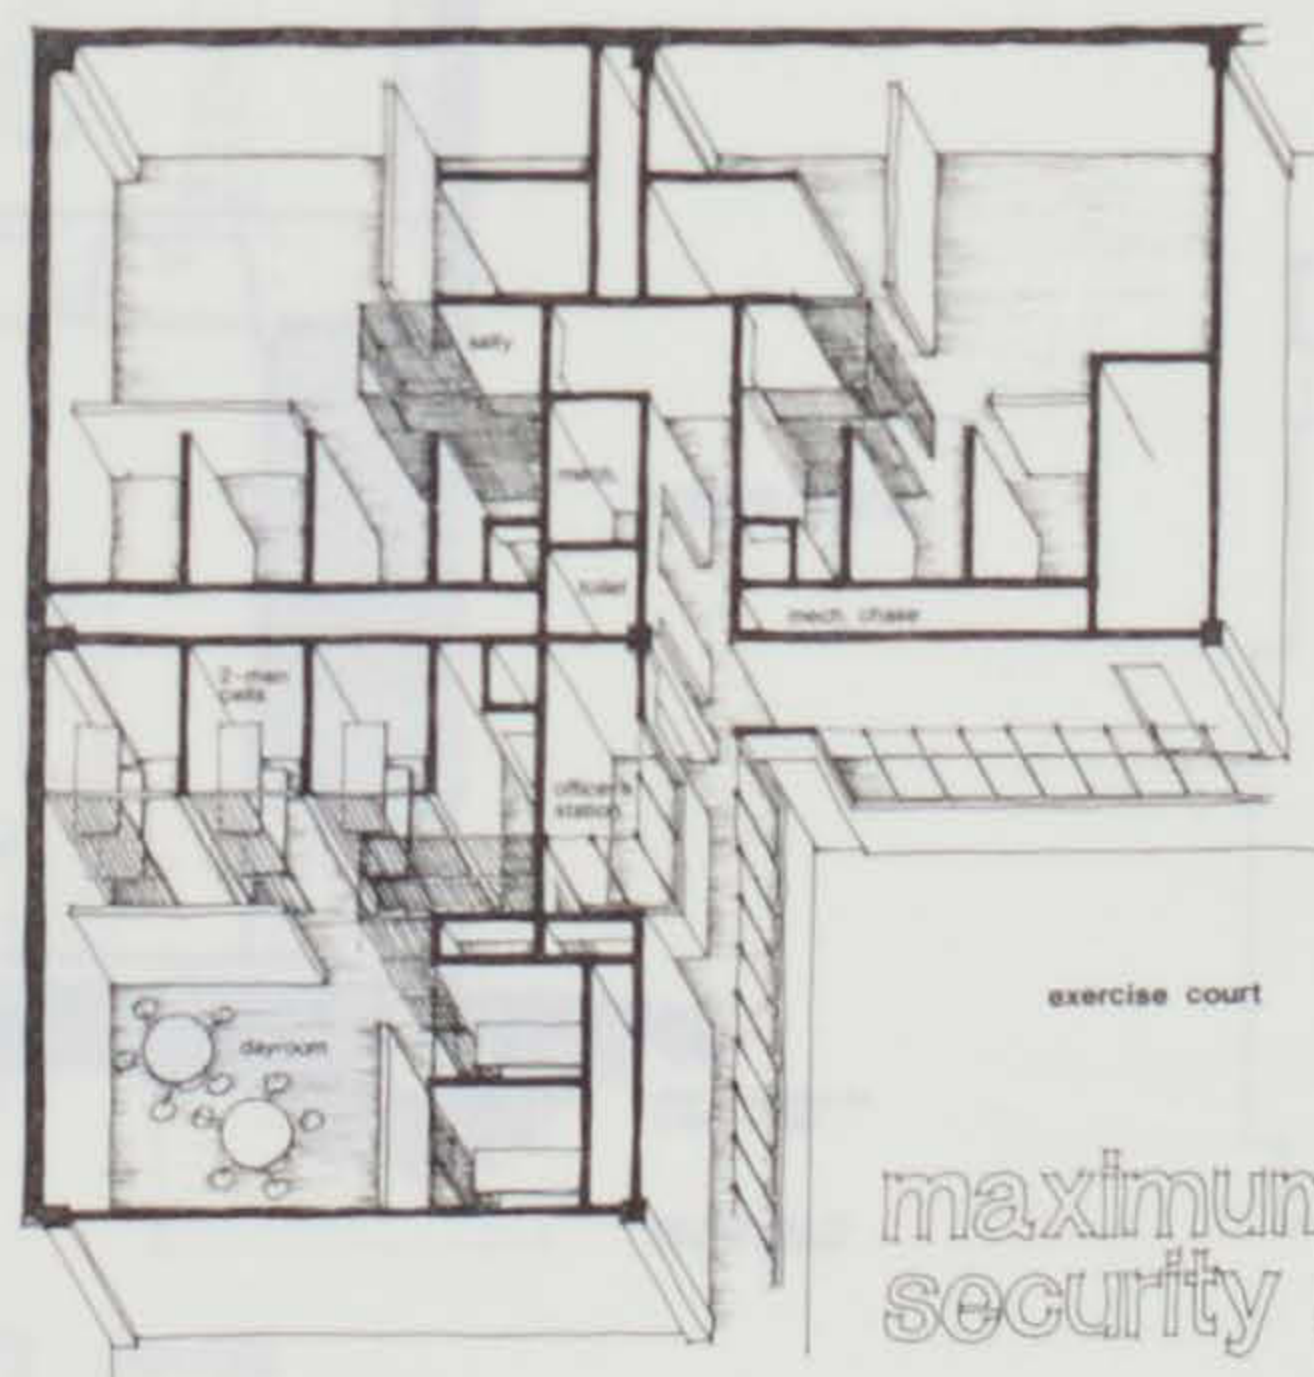 sally
mech.
toilet
mech. chase
2-man
cells
officer's
station
exercise court
dayroom
maximum
security